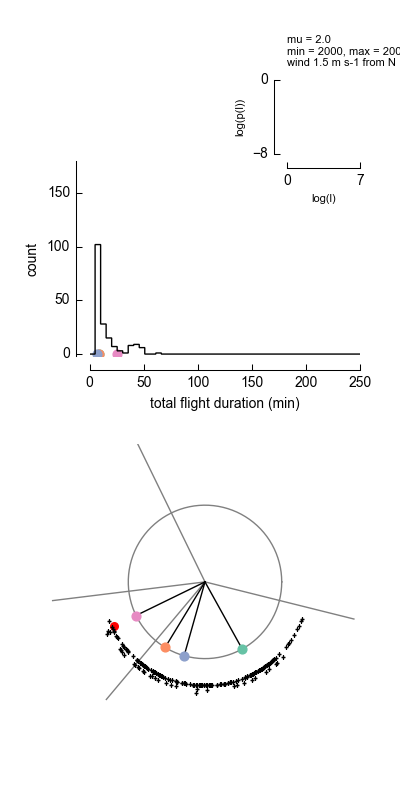 mu = 2.0
min = 2000, max = 200
wind 1.5 m s-1 from N
0
log(p(l))
−8
0 7
log(l)
150
100
count
50
0
0 50 100 150 200 250
total flight duration (min)